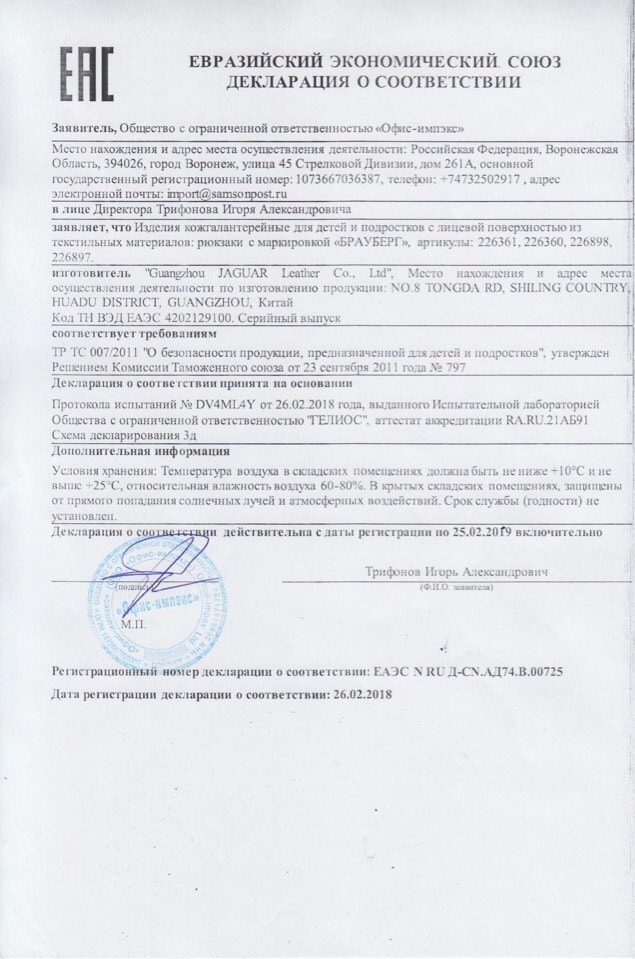 ЕАС
ЕВРАЗИЙСКИЙ ЭКОНОМИЧЕСКИЙ СОЮЗ
ДЕКЛАРАЦИЯ О СООТВЕТСТВИИ
Заявитель, Общество с ограниченной ответственностью «Офис-импэкс»
Место нахождения и адрес места осуществления деятельности: Российская Федерация, Воронежская
Область, 394026, город Воронеж, улица 45 Стрелковой Дивизии, дом 261А, основной
государственный регистрационный номер: 1073667036387, телефон: +74732502917 , адрес
электронной почты: import@samsonpost.ru
в лице Директора Трифонова Игоря Александровича
заявляет, что Изделия кожгалантерейные для детей и подростков с лицевой поверхностью из
текстильных материалов: рюкзаки с маркировкой «БРАУБЕРГ», артикулы: 226361, 226360, 226898,
226897.
изготовитель "Guangzhou JAGUAR Leather Co., Ltd", Место нахождения и адрес места
осуществления деятельности по изготовлению продукции: NO.8 TONGDA RD, SHILING COUNTRY,
HUADU DISTRICT, GUANGZHOU, Китай
Код ТН ВЭД ЕАЭС 4202129100. Серийный выпуск
соответствует требованиям
ТР ТС 007/2011 "О безопасности продукции, предназначенной для детей и подростков", утвержден
Решением Комиссии Таможенного союза от 23 сентября 2011 года № 797
Декларация о соответствии принята на основании
Протокола испытаний № DV4ML4Y от 26.02.2018 года, выданного Испытательной лабораторией
Общества с ограниченной ответственностью "ГЕЛИОС", аттестат аккредитации RA.RU.21АБ91
Схема декларирования 3д
Дополнительная информация
Условия хранения: Температура воздуха в складских помещениях должна быть не ниже +10°С и не
выше +25°С, относительная влажность воздуха 60-80%. В крытых складских помещениях, защищены
от прямого попадания солнечных лучей и атмосферных воздействий. Срок службы (годности) не
установлен.
Декларация о соответствии действительна с даты регистрации по 25.02.2019 включительно
Трифонов Игорь Александрович
(подпись)
(Ф.И.О. заявителя)
«Офис-импэкс»
М.П.
Регистрационный номер декларации о соответствии: ЕАЭС N RU Д-CN.АД74.В.00725
Дата регистрации декларации о соответствии: 26.02.2018